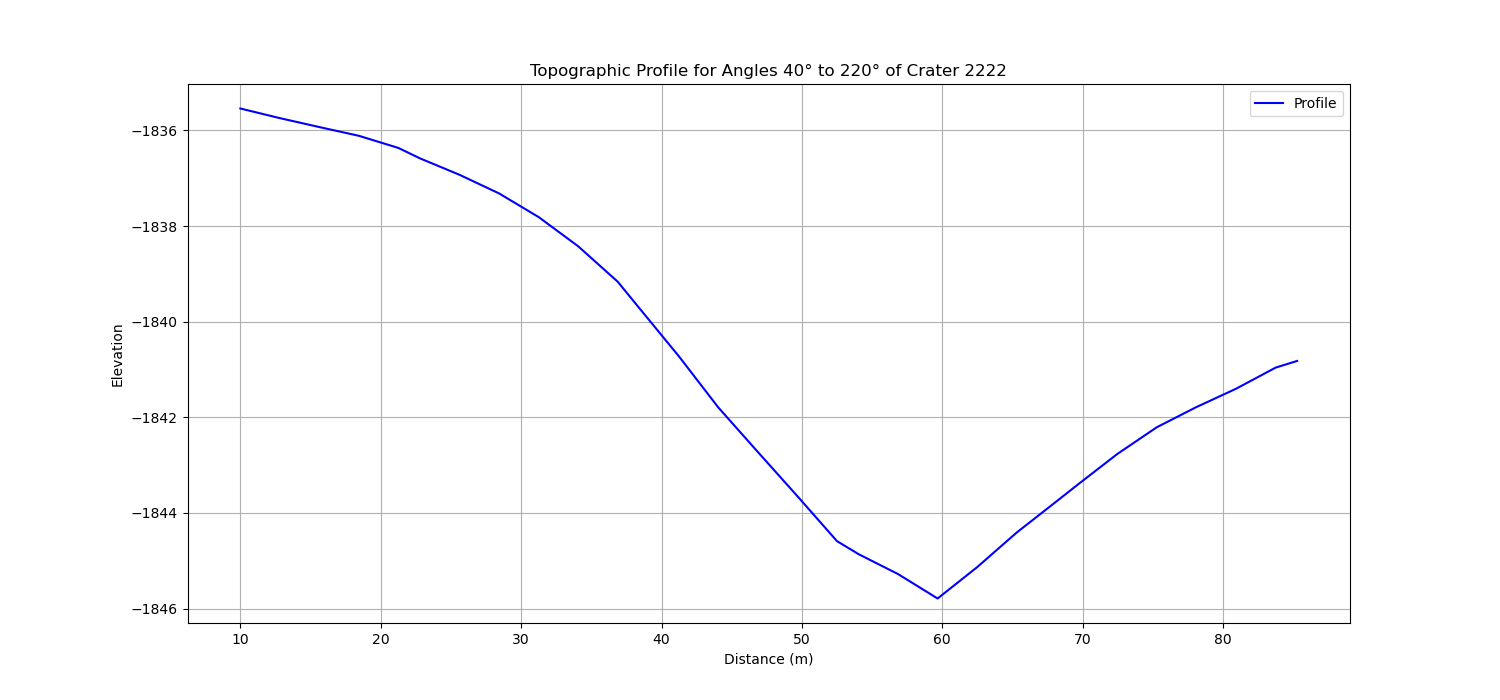 Topographic Profile for Angles 40° to 220° of Crater 2222
Profile
−1836
−1838
−1840
−1842
−1844
−1846
Elevation
10 20 30 40 50 60 70 80
Distance (m)